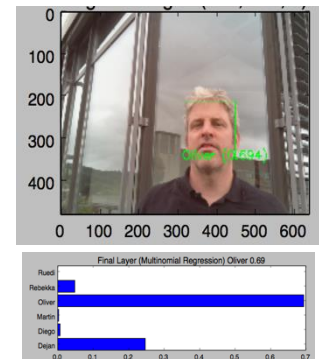 0
100
200
300
400
Oliver (0.694)
0 100 200 300 400 500 600
Final Layer (Multinomial Regression) Oliver 0.69
Ruedi
Rebekka
Oliver
Martin
Diego
Dejan
0.0 0.1 0.2 0.3 0.4 0.5 0.6 0.7